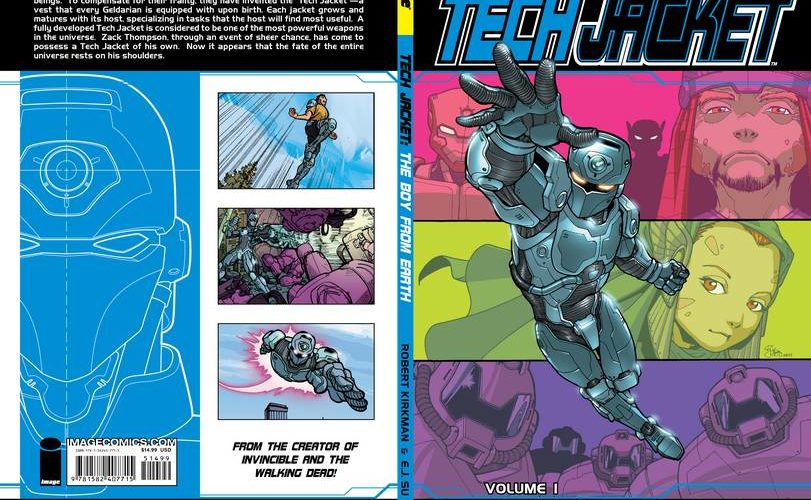 beings. To compensate for their frailty, they have invented the Tech Jacket—a
vest that every Geldarian is equipped with upon birth. Each jacket grows and
matures with its host, specializing in tasks that the host will find most useful. A
fully developed Tech Jacket is considered to be one of the most powerful weapons
in the universe. Zack Thompson, through an event of sheer chance, has come to
possess a Tech Jacket of his own. Now it appears that the fate of the entire
universe rests on his shoulders.
IMAGECOMICS.COM
$14.99 USD
51499
9 781582 407715
image
FROM THE CREATOR OF
INVINCIBLE AND THE
WALKING DEAD!
TECH JACKET: THE BOY FROM EARTH
ROBERT KIRKMAN & E.J. SU
TECH JACKET
TM
VOLUME 1